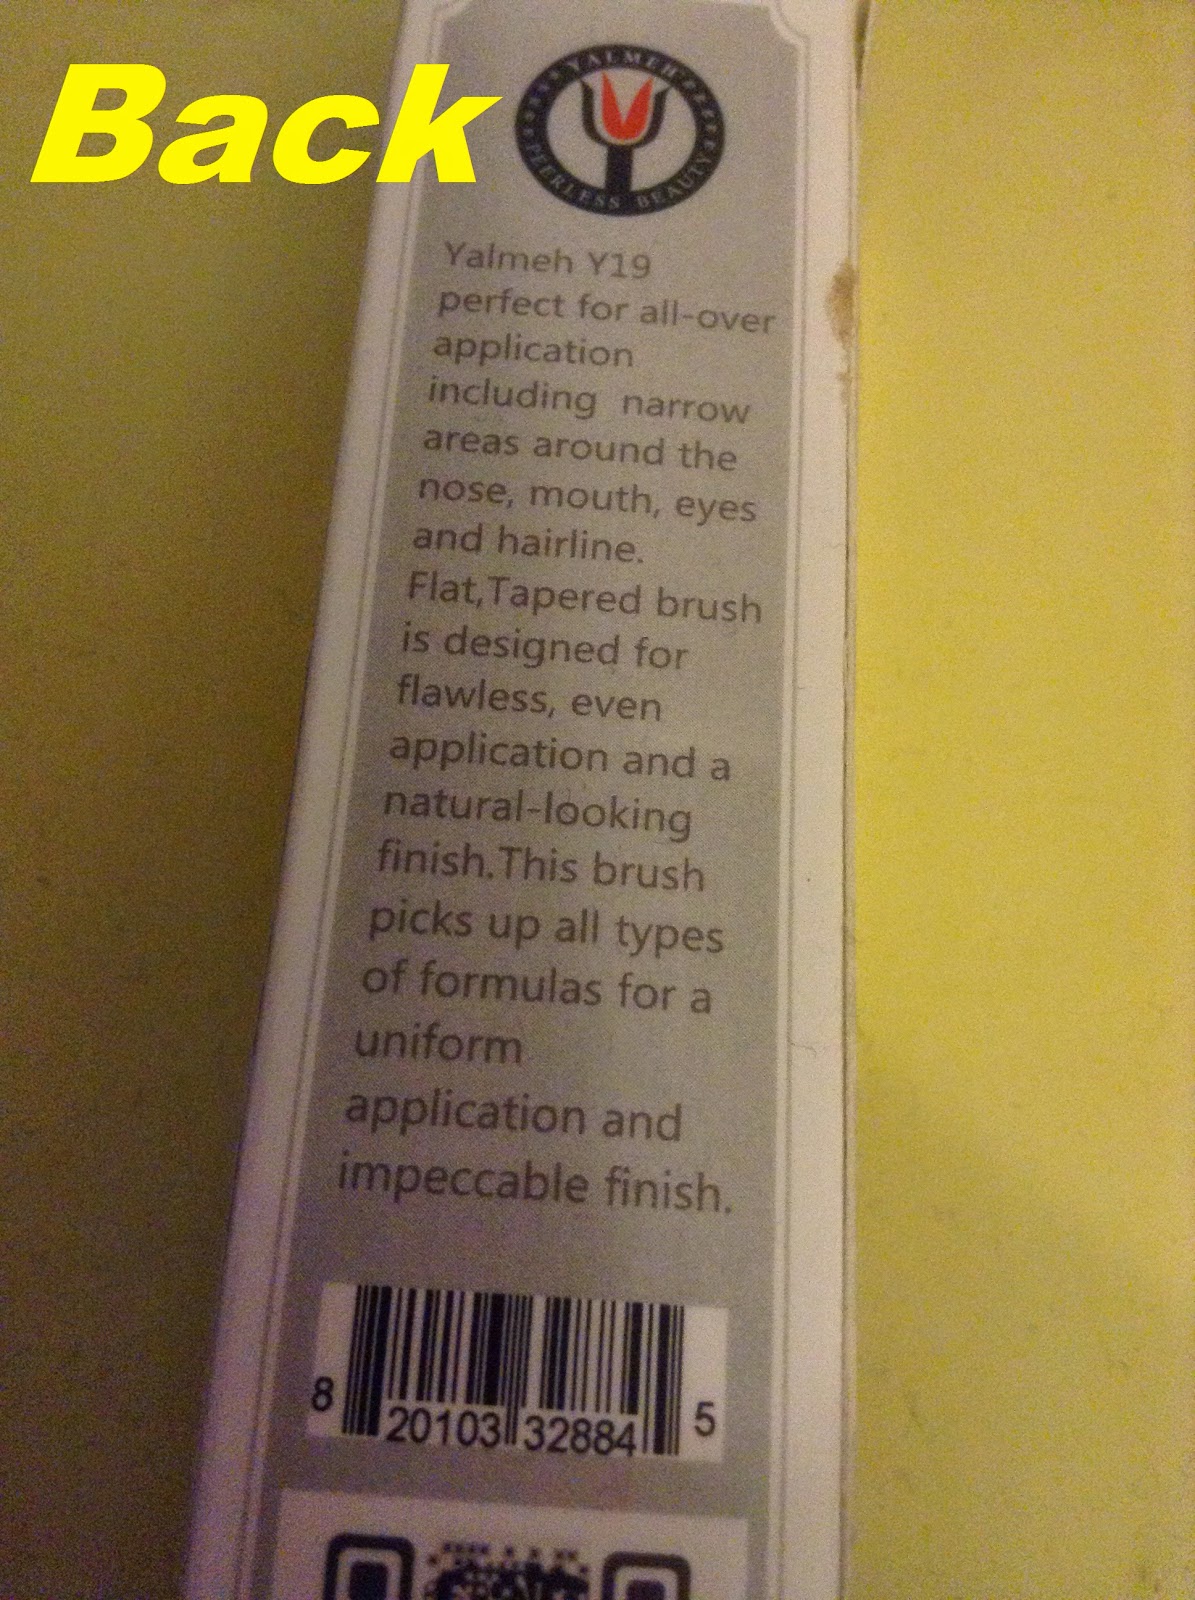 Back
YALMEH
PEERLESS BEAUTY
Yalmeh Y19
perfect for all-over
application
including narrow
areas around the
nose, mouth, eyes
and hairline.
Flat,Tapered brush
is designed for
flawless, even
application and a
natural-looking
finish.This brush
picks up all types
of formulas for a
uniform
application and
impeccable finish.
8 20103 32884 5